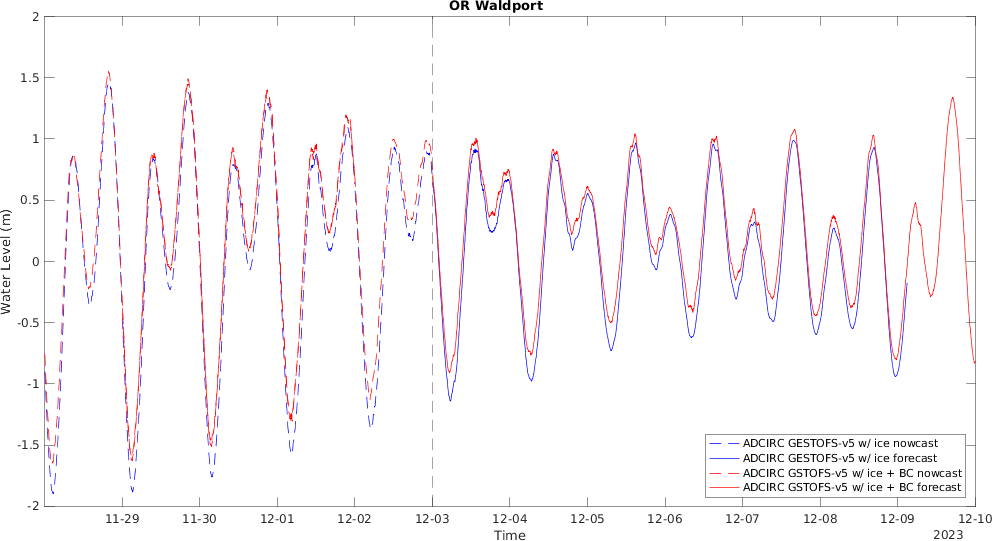 OR Waldport
2
1.5
1
0.5
0
-0.5
-1
-1.5
-2
Water Level (m)
11-29 11-30 12-01 12-02 12-03 12-04 12-05 12-06 12-07 12-08 12-09 12-10
2023
Time
ADCIRC GESTOFS-v5 w/ ice nowcast
ADCIRC GESTOFS-v5 w/ ice forecast
ADCIRC GSTOFS-v5 w/ ice + BC nowcast
ADCIRC GSTOFS-v5 w/ ice + BC forecast